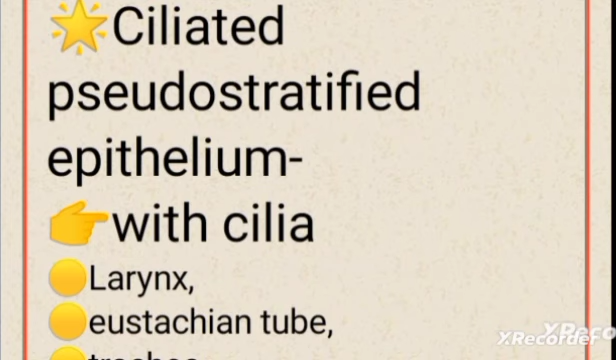 🌟Ciliated
pseudostratified
epithelium-
👉with cilia
🟡Larynx,
🟡eustachian tube,
XRecorder